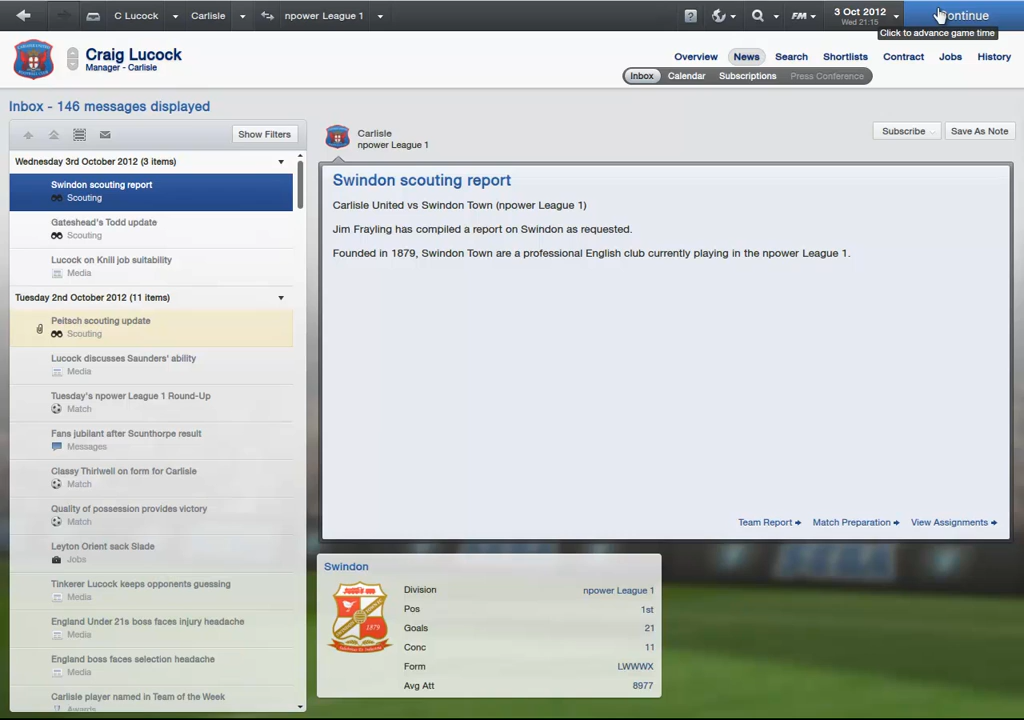 C Lucock
Carlisle
npower League 1
?
FM
3 Oct 2012
Wed 21:15
Continue
Click to advance game time
Craig Lucock
Manager - Carlisle
Overview
News
Search
Shortlists
Contract
Jobs
History
Inbox
Calendar
Subscriptions
Press Conference
Inbox - 146 messages displayed
Show Filters
Wednesday 3rd October 2012 (3 items)
Swindon scouting report
Scouting
Gateshead's Todd update
Scouting
Lucock on Knill job suitability
Media
Tuesday 2nd October 2012 (11 items)
Peitsch scouting update
Scouting
Lucock discusses Saunders' ability
Media
Tuesday's npower League 1 Round-Up
Match
Fans jubilant after Scunthorpe result
Messages
Classy Thirlwell on form for Carlisle
Match
Quality of possession provides victory
Match
Leyton Orient sack Slade
Jobs
Tinkerer Lucock keeps opponents guessing
Media
England Under 21s boss faces injury headache
Media
England boss faces selection headache
Media
Carlisle player named in Team of the Week
Awards
Carlisle
npower League 1
Subscribe
Save As Note
Swindon scouting report
Carlisle United vs Swindon Town (npower League 1)
Jim Frayling has compiled a report on Swindon as requested.
Founded in 1879, Swindon Town are a professional English club currently playing in the npower League 1.
Team Report
Match Preparation
View Assignments
Swindon
Division npower League 1
Pos 1st
Goals 21
Conc 11
Form LWWWX
Avg Att 8977
1879